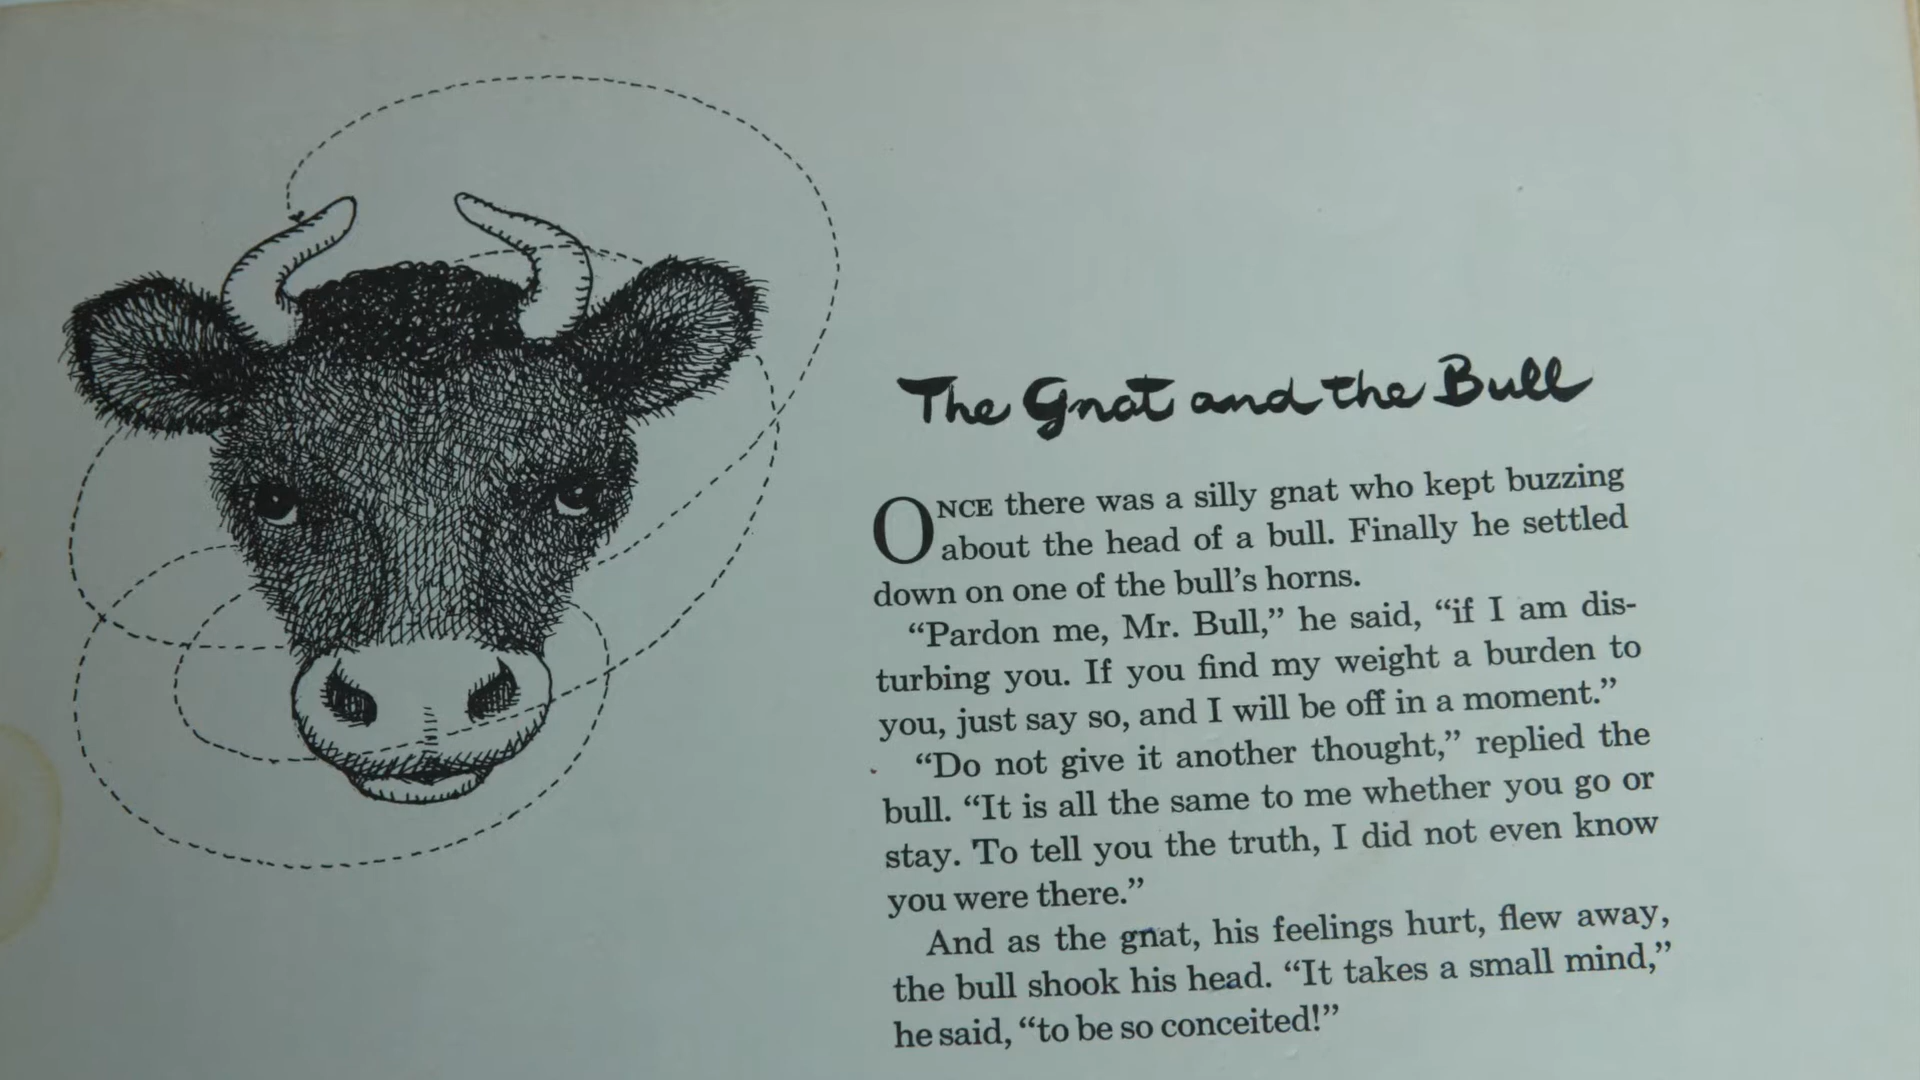 The Gnat and the Bull
ONCE there was a silly gnat who kept buzzing
about the head of a bull. Finally he settled
down on one of the bull’s horns.
“Pardon me, Mr. Bull,” he said, “if I am dis-
turbing you. If you find my weight a burden to
you, just say so, and I will be off in a moment.”
“Do not give it another thought,” replied the
bull. “It is all the same to me whether you go or
stay. To tell you the truth, I did not even know
you were there.”
And as the gnat, his feelings hurt, flew away,
the bull shook his head. “It takes a small mind,”
he said, “to be so conceited!”